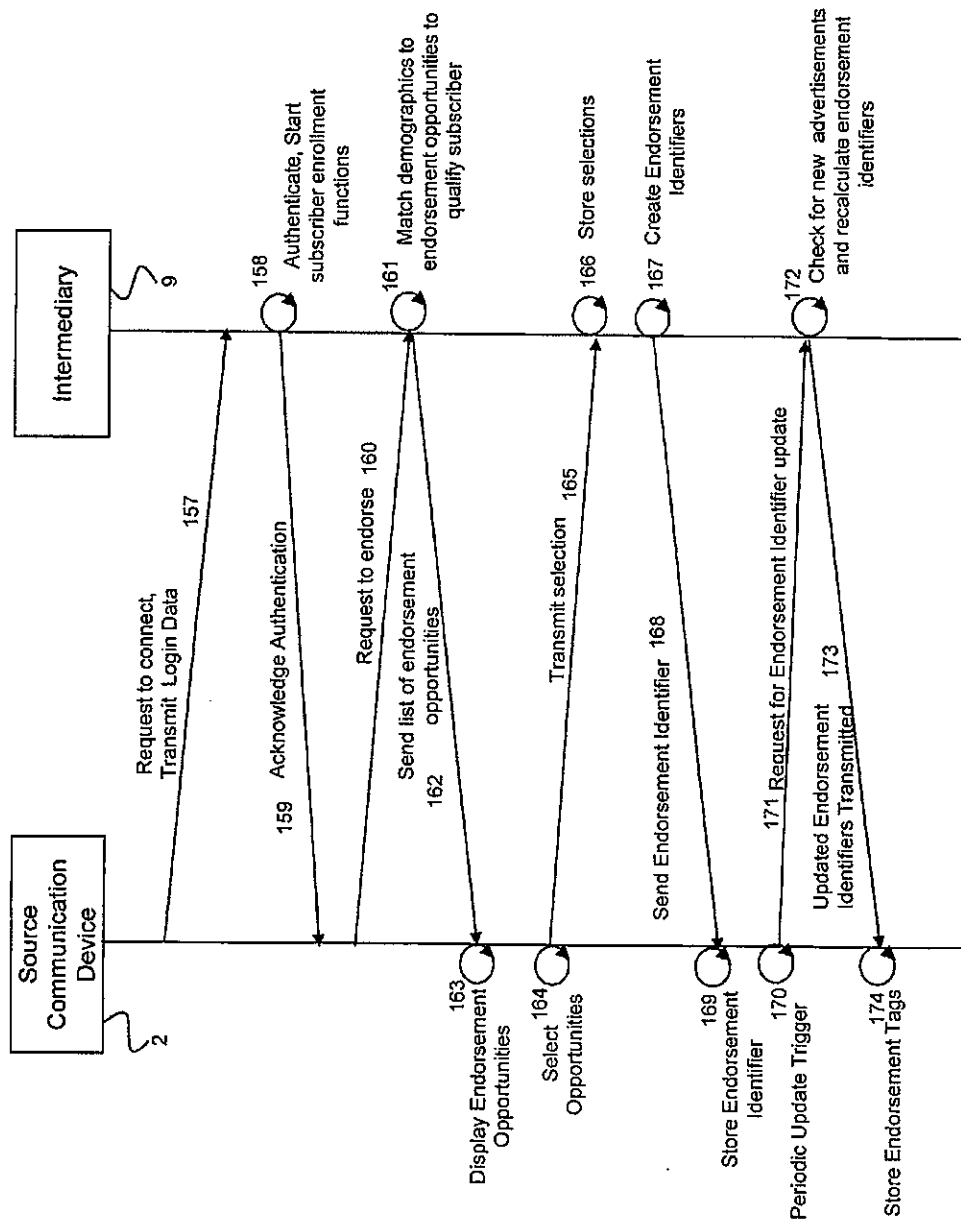 Source
Communication
Device
2
Intermediary
9
Request to connect,
Transmit Login Data
157
158
Authenticate, Start
subscriber enrollment
functions
159
Acknowledge Authentication
Request to endorse 160
161
Match demographics to
endorsement opportunities to
qualify subscriber
Send list of endorsement
opportunities
162
163
Display Endorsement
Opportunities
164
Select
Opportunities
Transmit selection
165
166 Store selections
167 Create Endorsement
Identifiers
Send Endorsement Identifier 168
169
Store Endorsement
Identifier
170
Periodic Update Trigger
171 Request for Endorsement Identifier update
172
Check for new advertisements
and recalculate endorsement
identifiers
Updated Endorsement
Identifiers Transmitted
173
174
Store Endorsement Tags